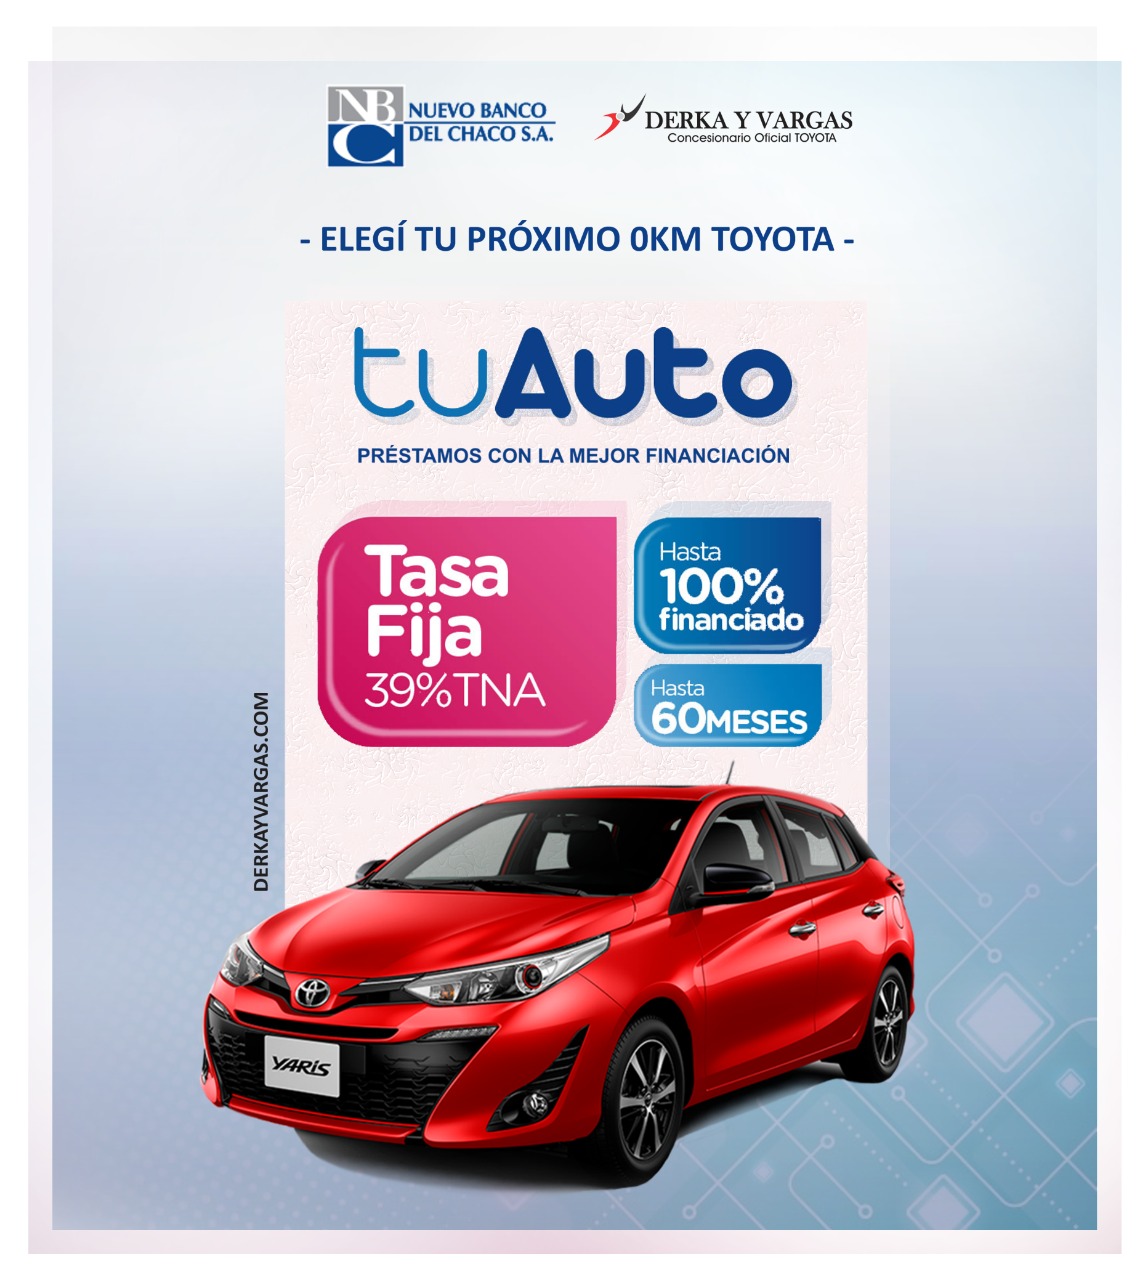 NBC
NUEVO BANCO
DEL CHACO S.A.
DERKA Y VARGAS
Concesionario Oficial TOYOTA
- ELEGÍ TU PRÓXIMO 0KM TOYOTA -
tuAuto
PRÉSTAMOS CON LA MEJOR FINANCIACIÓN
Tasa
Fija
39%TNA
Hasta
100%
financiado
Hasta
60MESES
DERKAYVARGAS.COM
YARiS